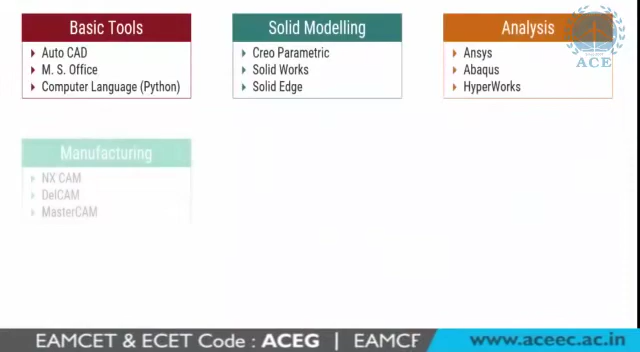 Basic Tools
Auto CAD
M. S. Office
Computer Language (Python)
Solid Modelling
Creo Parametric
Solid Works
Solid Edge
Analysis
Ansys
Abaqus
HyperWorks
ACE
Manufacturing
NX CAM
DelCAM
MasterCAM
EAMCET & ECET Code : ACEG | EAMCE
www.aceec.ac.in